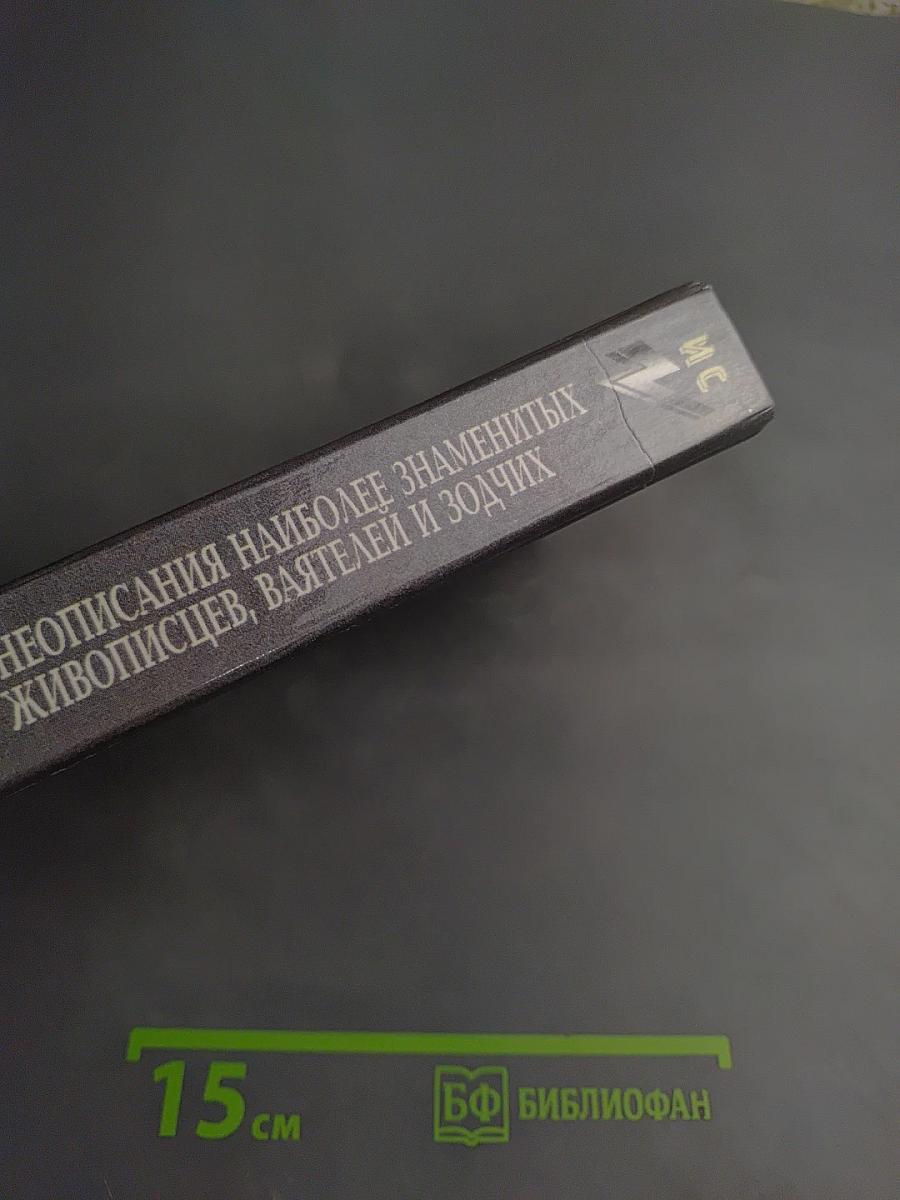 НЕОПИСАНИЯ НАИБОЛЕЕ ЗНАМЕНИТЫХ
ЖИВОПИСЦЕВ, ВАЯТЕЛЕЙ И ЗОДЧИХ
И С
15 см
БФ БИБЛИОФАН